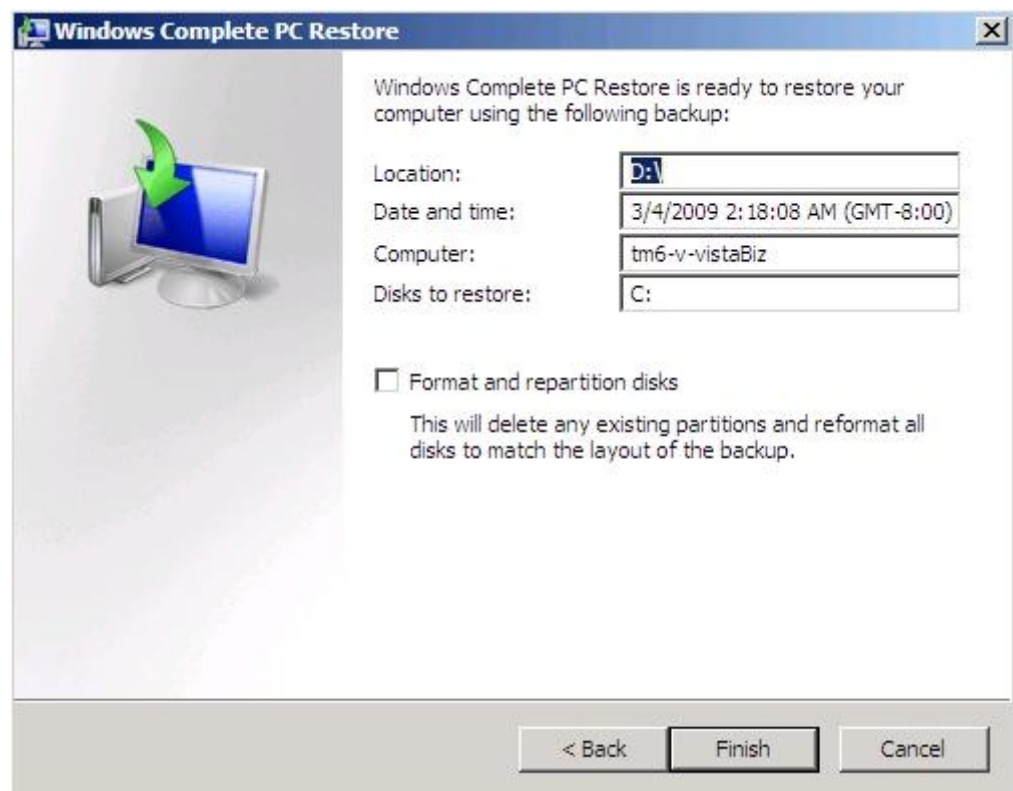 Windows Complete PC Restore
Windows Complete PC Restore is ready to restore your
computer using the following backup:
Location: D:\
Date and time: 3/4/2009 2:18:08 AM (GMT-8:00)
Computer: tm6-v-vistaBiz
Disks to restore: C:
Format and repartition disks
This will delete any existing partitions and reformat all
disks to match the layout of the backup.
< Back Finish Cancel